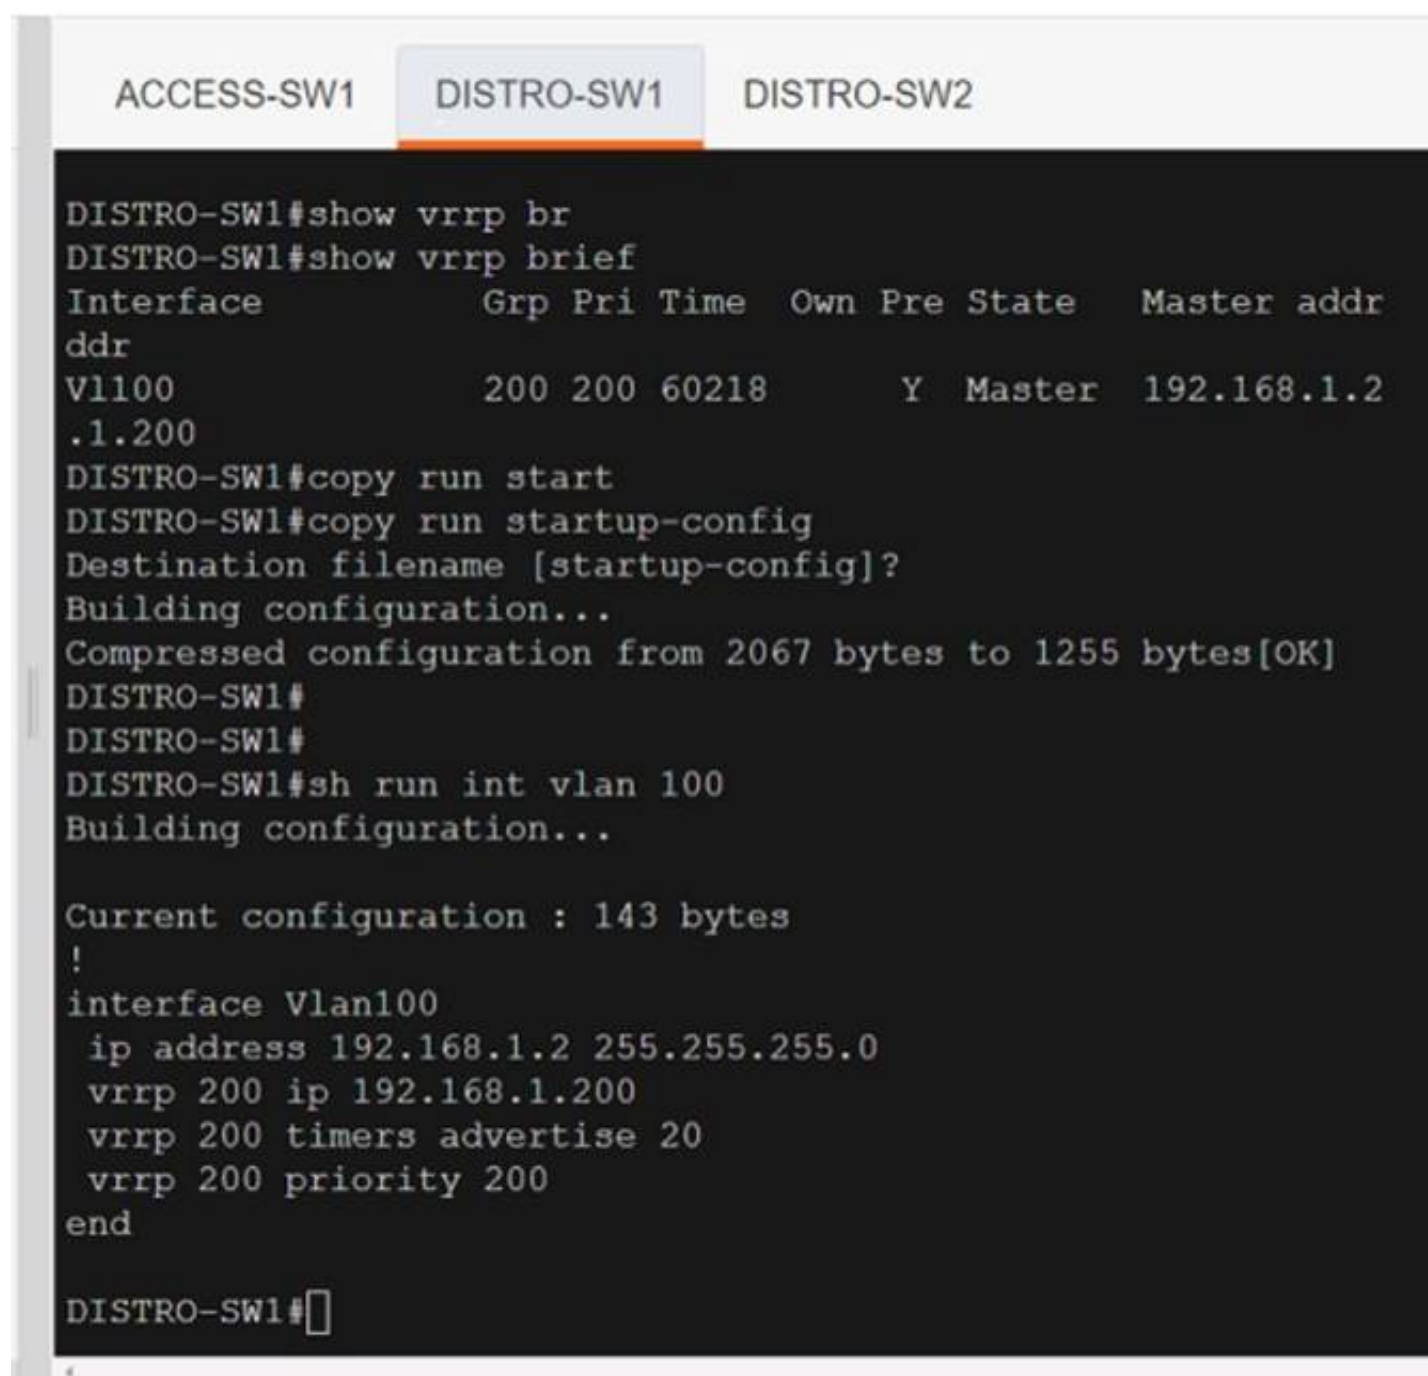 ACCESS-SW1 DISTRO-SW1 DISTRO-SW2
DISTRO-SW1#show vrrp br
DISTRO-SW1#show vrrp brief
Interface Grp Pri Time Own Pre State Master addr
ddr
Vl100 200 200 60218 Y Master 192.168.1.2
.1.200
DISTRO-SW1#copy run start
DISTRO-SW1#copy run startup-config
Destination filename [startup-config]?
Building configuration...
Compressed configuration from 2067 bytes to 1255 bytes[OK]
DISTRO-SW1#
DISTRO-SW1#
DISTRO-SW1#sh run int vlan 100
Building configuration...
Current configuration : 143 bytes
!
interface Vlan100
ip address 192.168.1.2 255.255.255.0
vrrp 200 ip 192.168.1.200
vrrp 200 timers advertise 20
vrrp 200 priority 200
end
DISTRO-SW1#